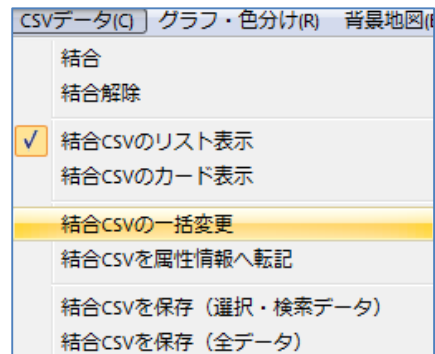 CSVデータ(C) グラフ・色分け(R) 背景地図(
結合
結合解除
結合CSVのリスト表示
結合CSVのカード表示
結合CSVの一括変更
結合CSVを属性情報へ転記
結合CSVを保存（選択・検索データ）
結合CSVを保存（全データ）